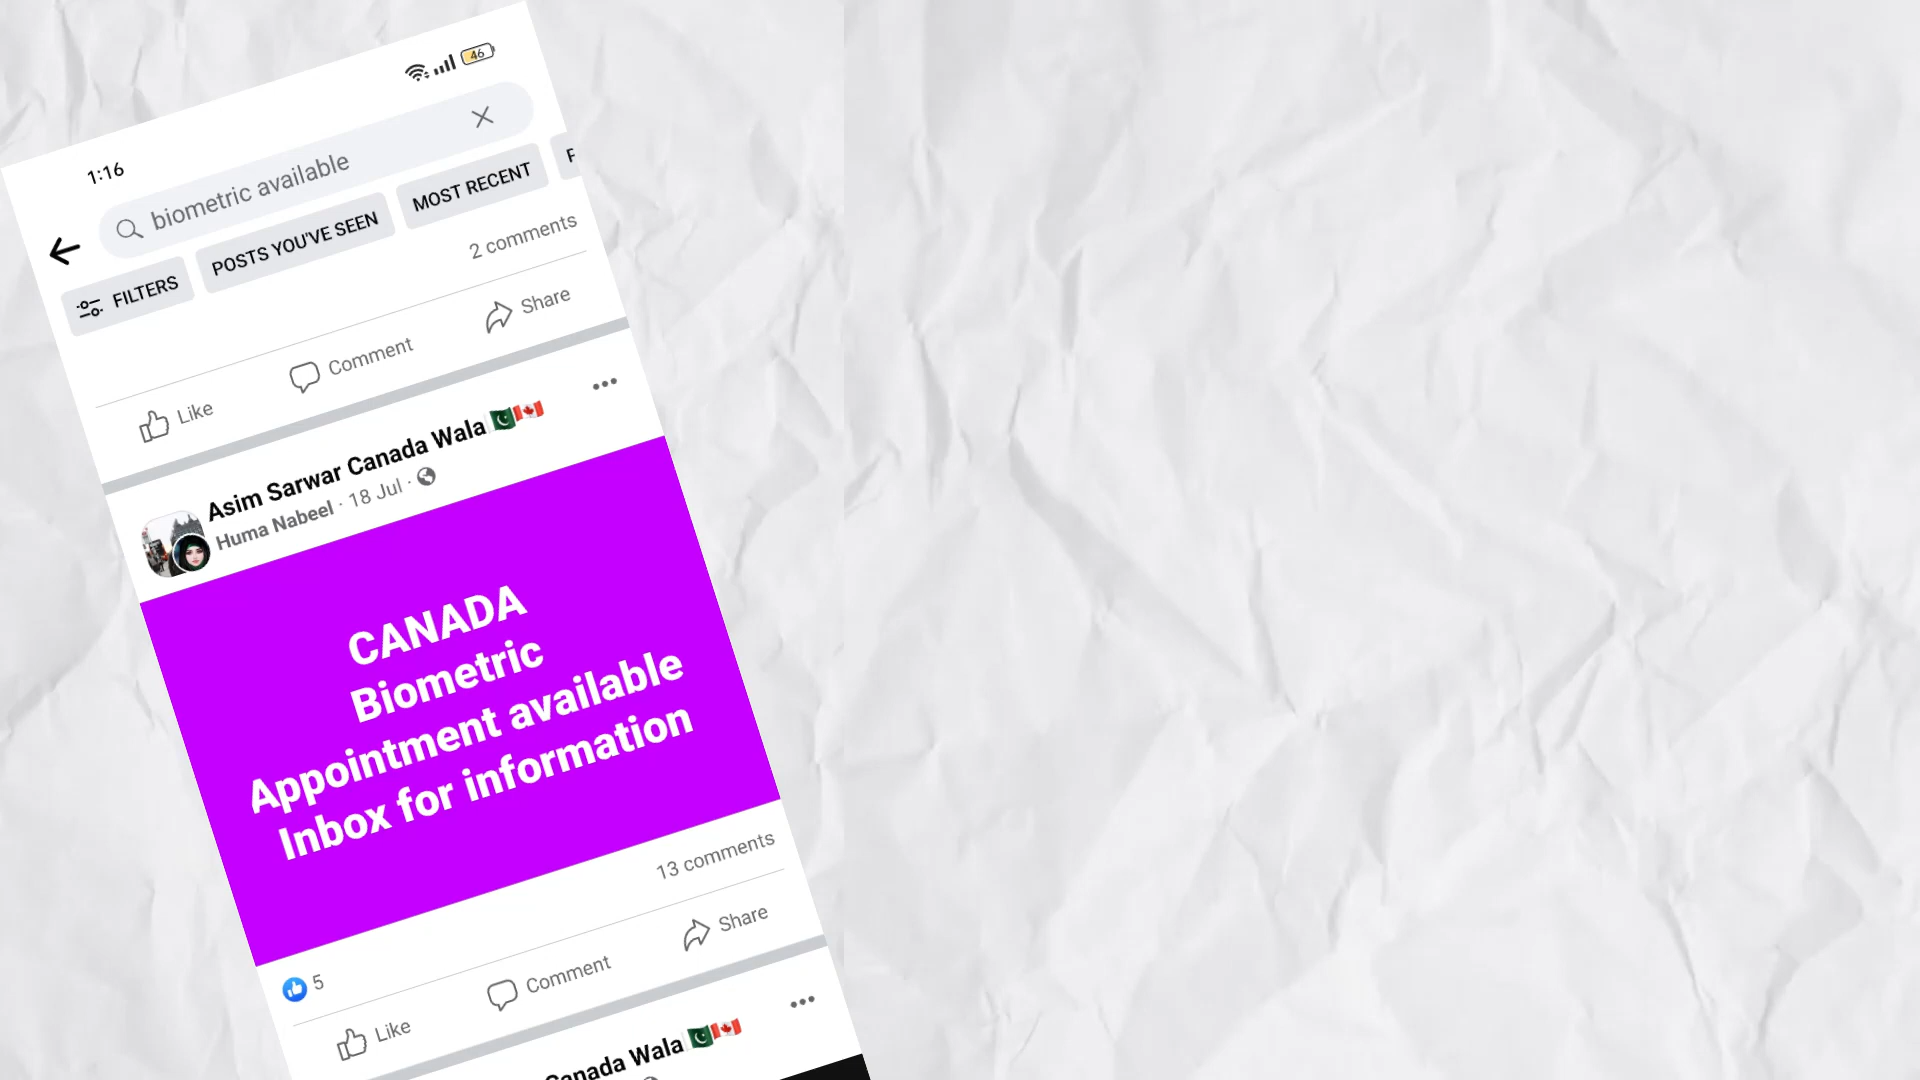 1:16
46
biometric available
FILTERS
POSTS YOU'VE SEEN
MOST RECENT
2 comments
Like
Comment
Share
Asim Sarwar Canada Wala
Huma Nabeel · 18 Jul ·
CANADA
Biometric
Appointment available
Inbox for information
5
13 comments
Like
Comment
Share
Canada Wala